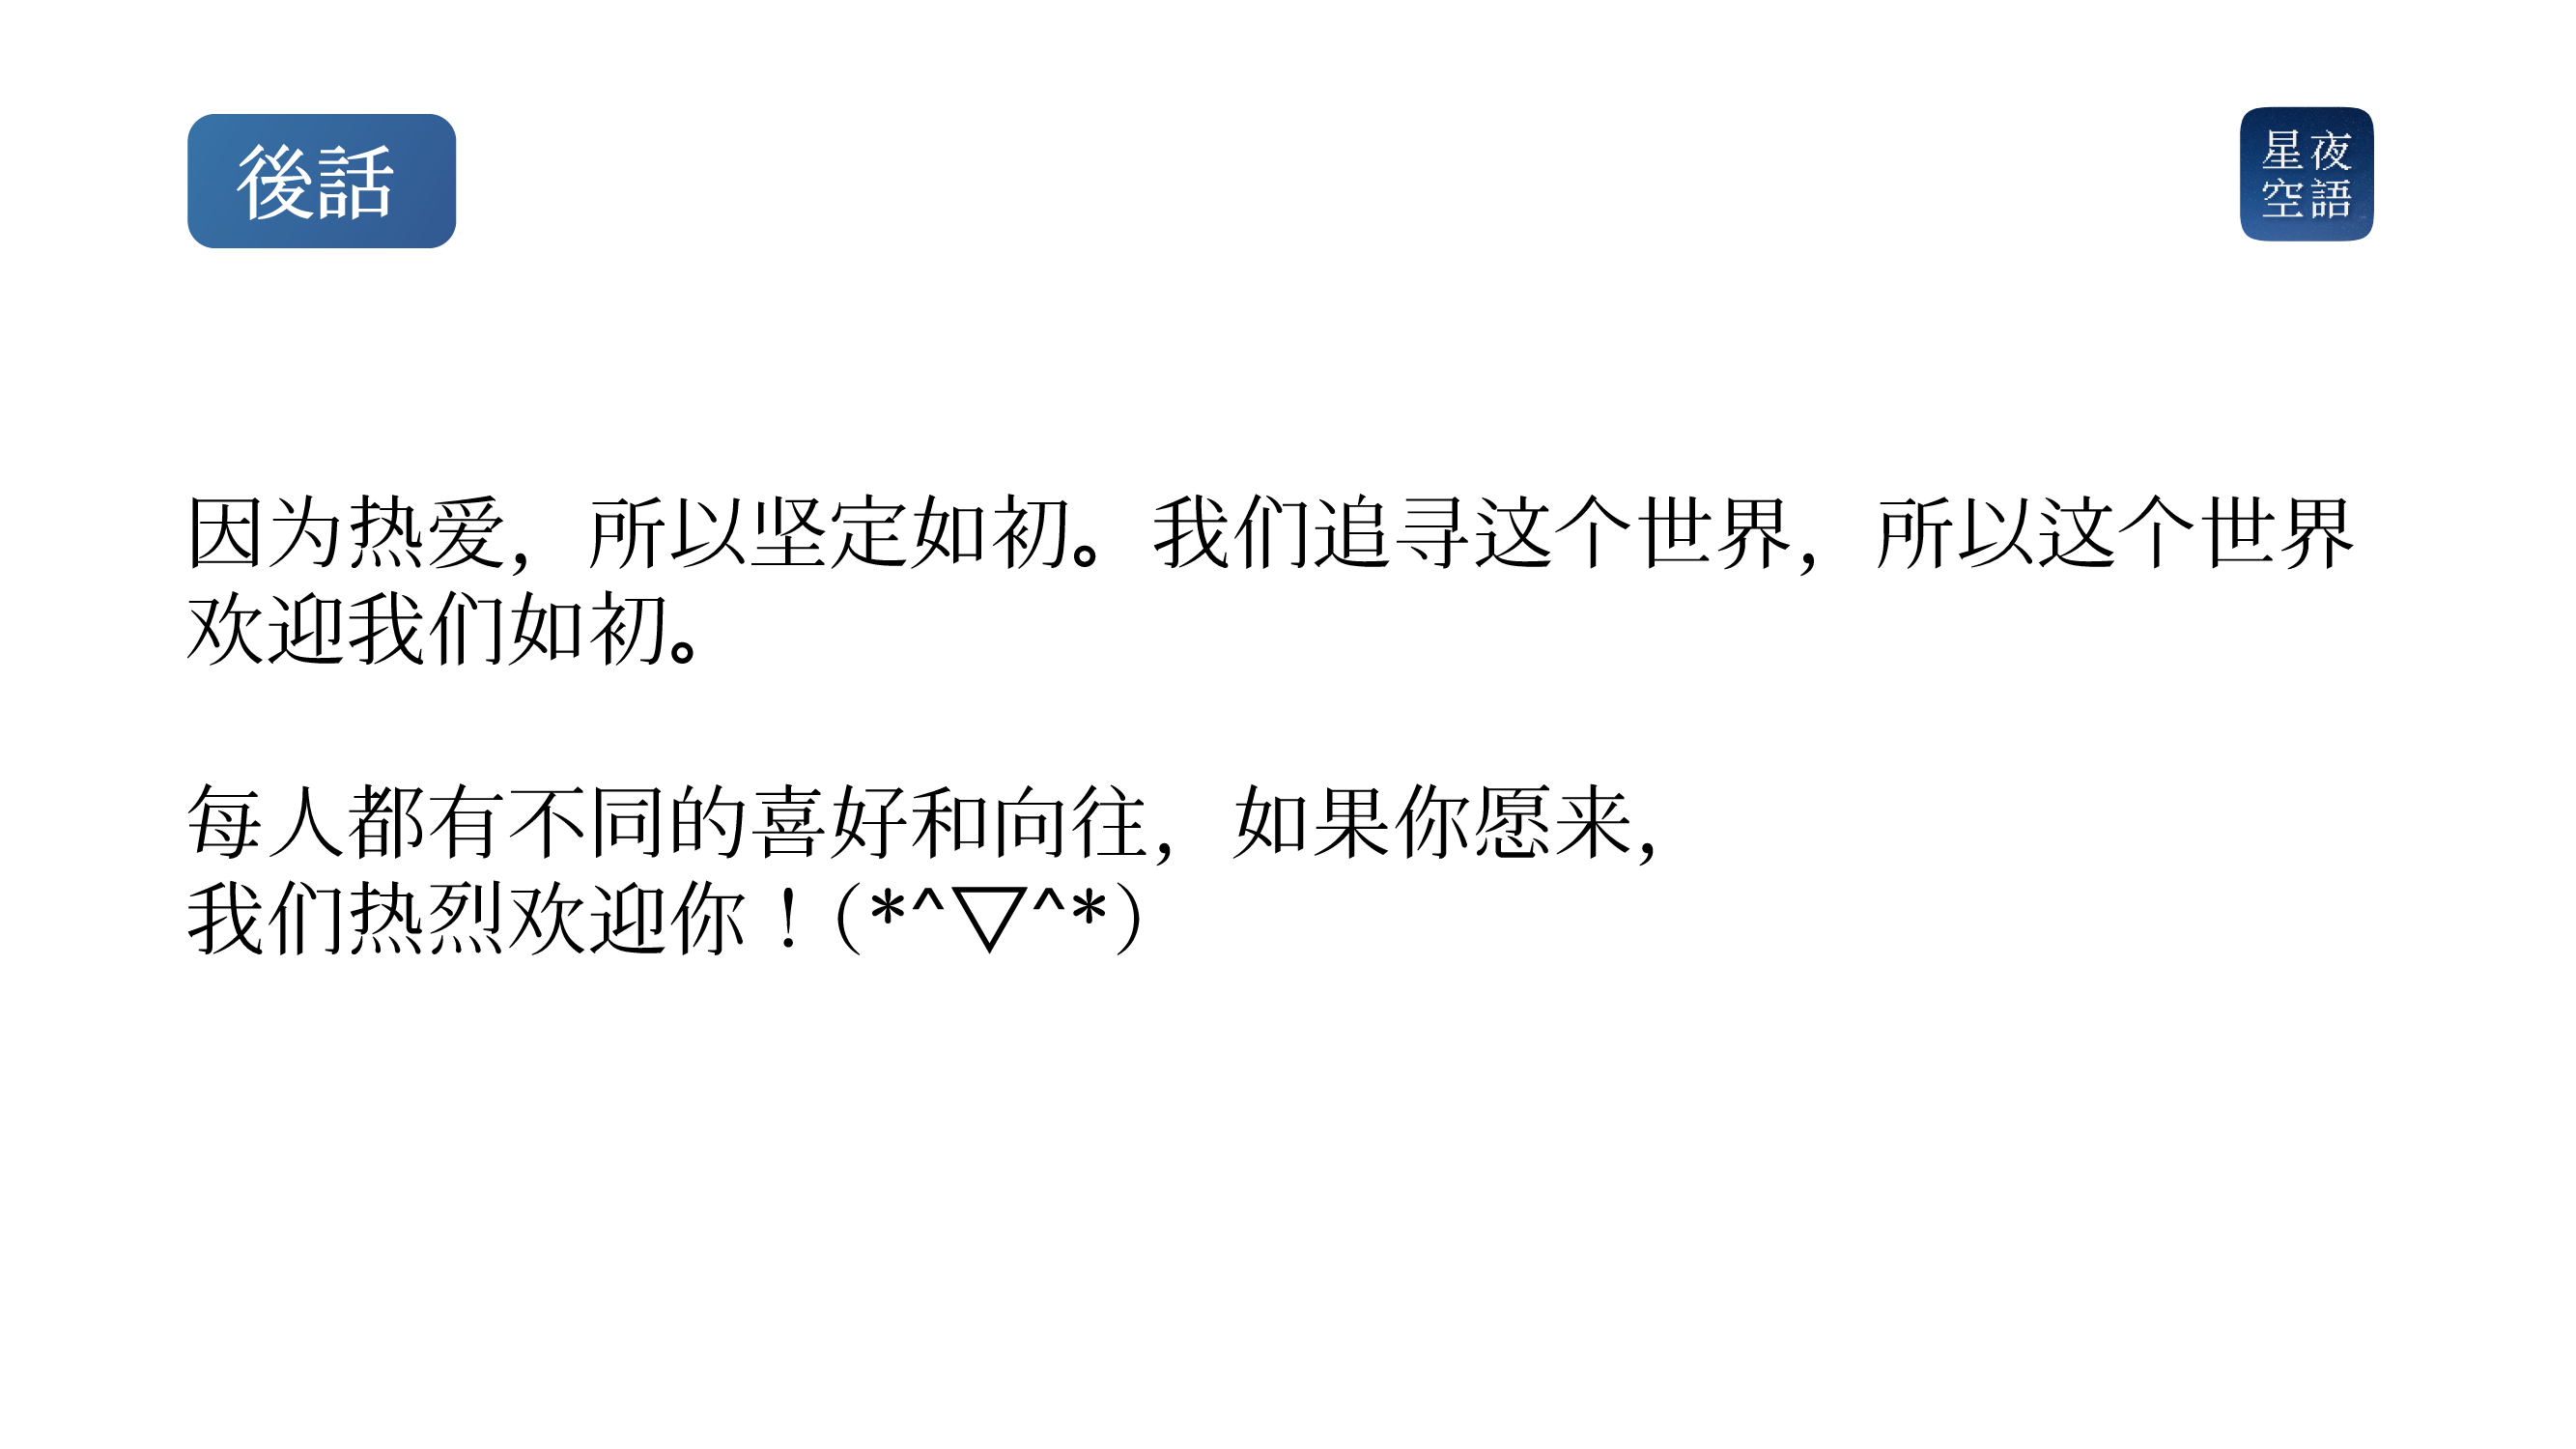 後話
星夜
空語
因为热爱，所以坚定如初。我们追寻这个世界，所以这个世界
欢迎我们如初。
每人都有不同的喜好和向往，如果你愿来，
我们热烈欢迎你！(*^▽^*)